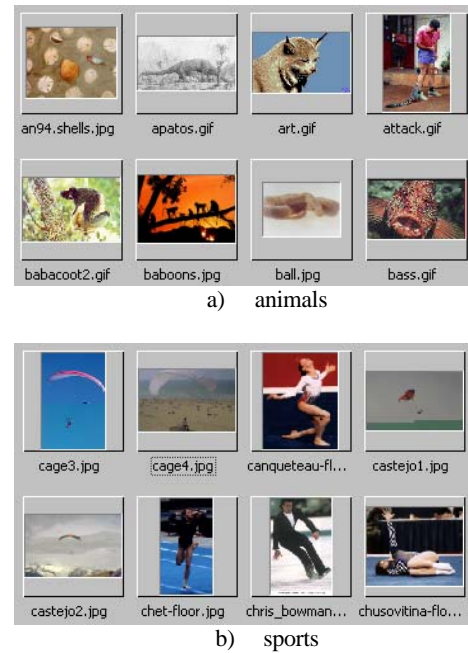 an94.shells.jpg apatos.gif art.gif attack.gif
babacoot2.gif baboons.jpg ball.jpg bass.gif
a) animals
cage3.jpg cage4.jpg canqueteau-fl... castejo1.jpg
castejo2.jpg chet-floor.jpg chris_bowman... chusovitina-flo...
b) sports